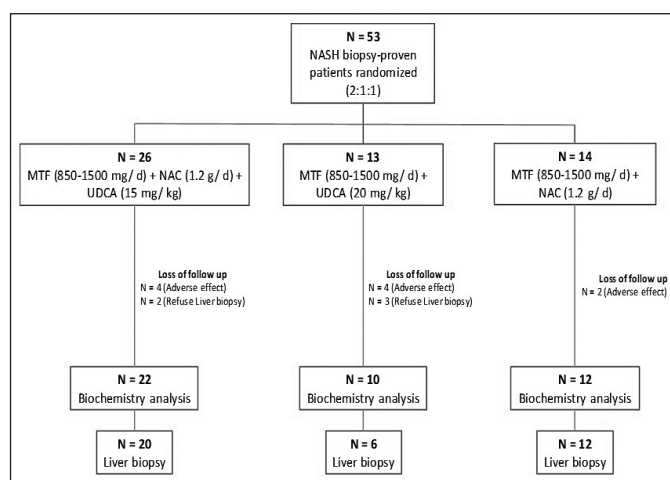 N = 53
NASH biopsy-proven
patients randomized
(2:1:1)
N = 26
MTF (850-1500 mg/ d) + NAC (1.2 g/ d) +
UDCA (15 mg/ kg)
N = 13
MTF (850-1500 mg/ d) +
UDCA (20 mg/ kg)
N = 14
MTF (850-1500 mg/ d) +
NAC (1.2 g/ d)
Loss of follow up
N = 4 (Adverse effect)
N = 2 (Refuse Liver biopsy)
Loss of follow up
N = 4 (Adverse effect)
N = 3 (Refuse Liver biopsy)
Loss of follow up
N = 2 (Adverse effect)
N = 22
Biochemistry analysis
N = 10
Biochemistry analysis
N = 12
Biochemistry analysis
N = 20
Liver biopsy
N = 6
Liver biopsy
N = 12
Liver biopsy